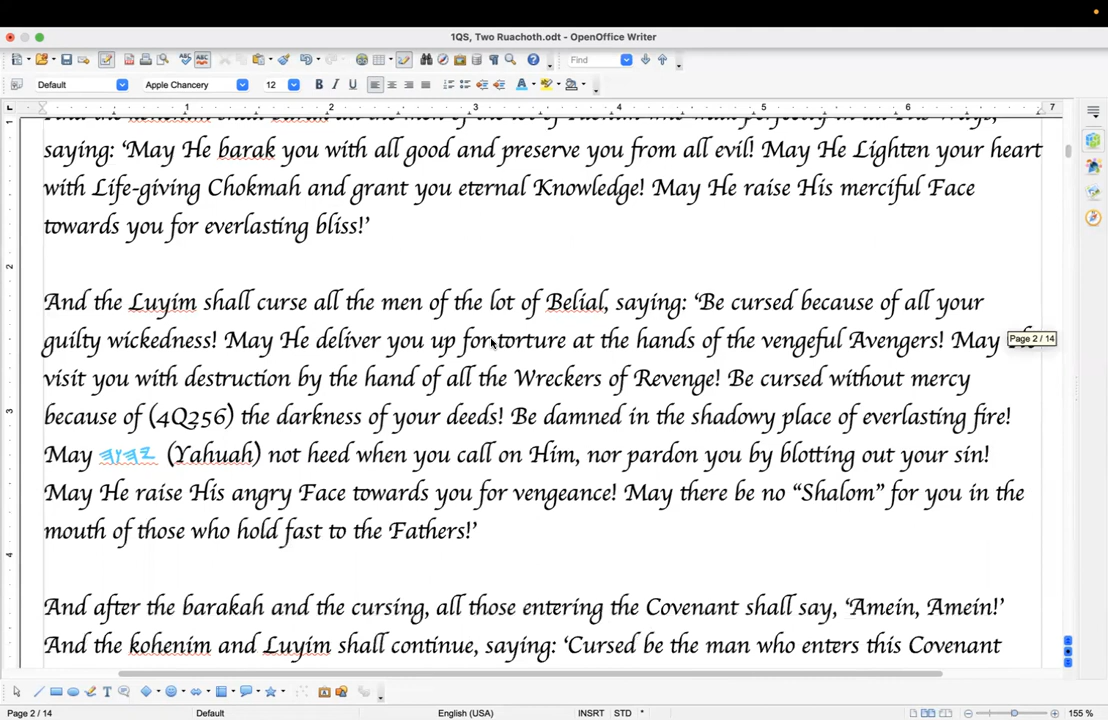 1QS, Two Ruachoth.odt - OpenOffice Writer
Find
Default Apple Chancery 12
1 2 3 4 5 6 7
saying: 'May He barak you with all good and preserve you from all evil! May He Lighten your heart
with Life-giving Chokmah and grant you eternal Knowledge! May He raise His merciful Face
towards you for everlasting bliss!'
And the Luyim shall curse all the men of the lot of Belial, saying: 'Be cursed because of all your
guilty wickedness! May He deliver you up for torture at the hands of the vengeful Avengers! May
Page 2 / 14
visit you with destruction by the hand of all the Wreckers of Revenge! Be cursed without mercy
because of (4Q256) the darkness of your deeds! Be damned in the shadowy place of everlasting fire!
May 𐤉𐤄𐤅𐤄 (Yahuah) not heed when you call on Him, nor pardon you by blotting out your sin!
May He raise His angry Face towards you for vengeance! May there be no “Shalom” for you in the
mouth of those who hold fast to the Fathers!'
And after the barakah and the cursing, all those entering the Covenant shall say, 'Amein, Amein!'
And the kohenim and Luyim shall continue, saying: 'Cursed be the man who enters this Covenant
Page 2 / 14 Default English (USA) INSRT STD * 155 %